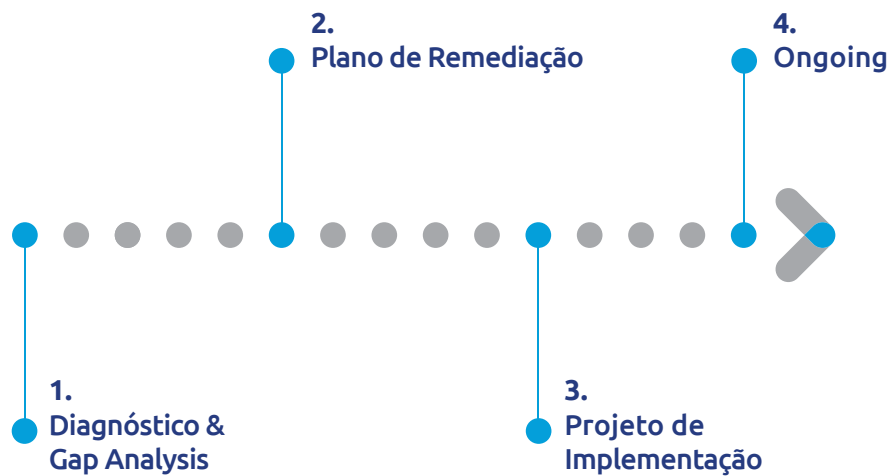 1.
Diagnóstico &
Gap Analysis
2.
Plano de Remediação
3.
Projeto de
Implementação
4.
Ongoing